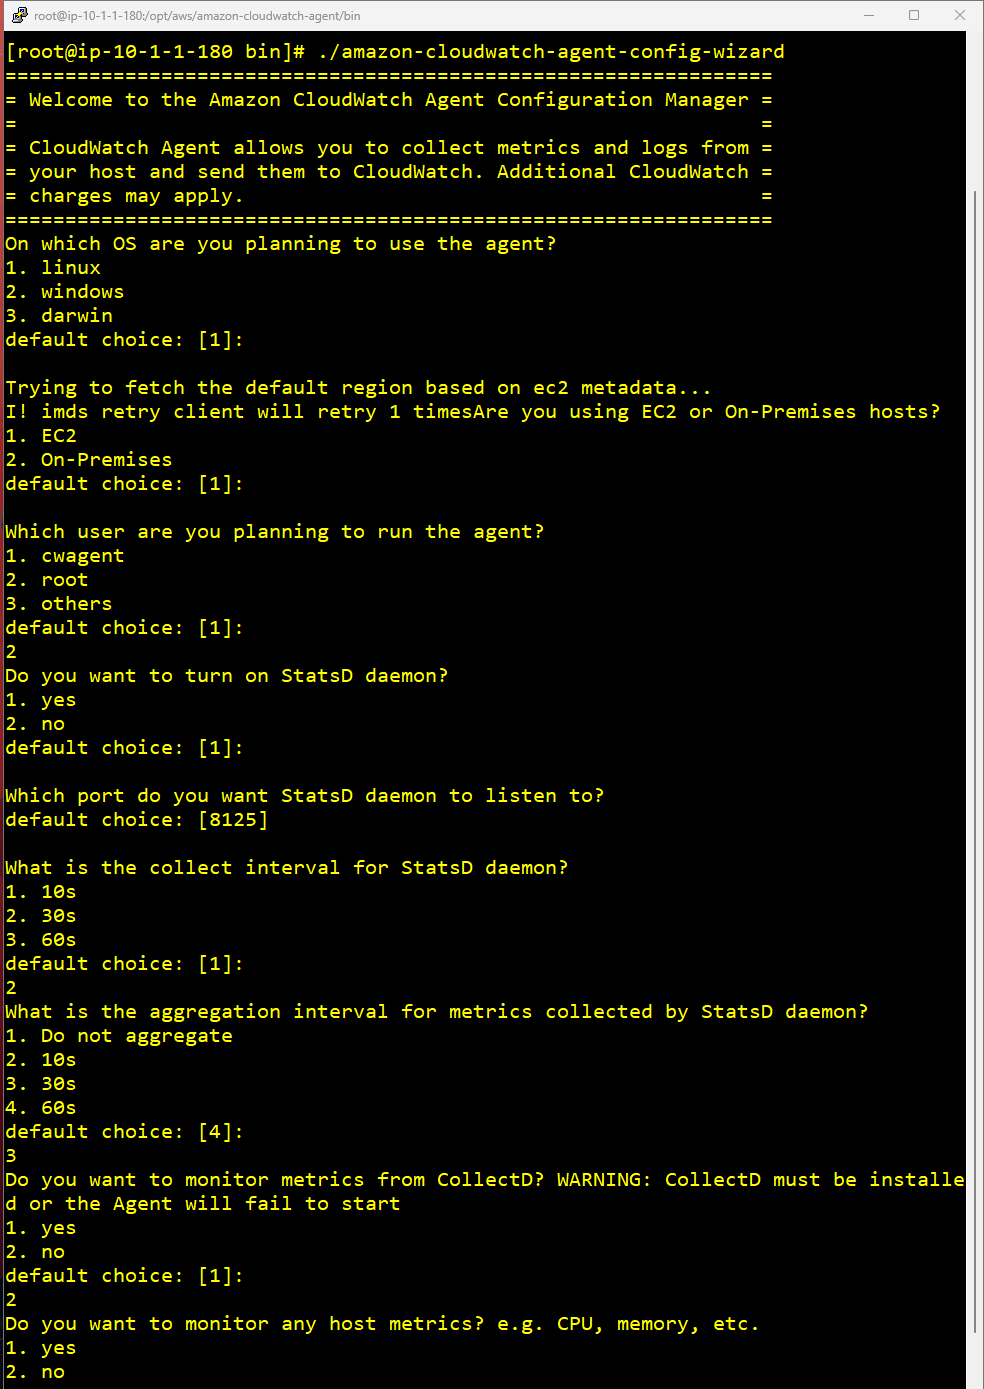 root@ip-10-1-1-180:/opt/aws/amazon-cloudwatch-agent/bin
[root@ip-10-1-1-180 bin]# ./amazon-cloudwatch-agent-config-wizard
================================================================
= Welcome to the Amazon CloudWatch Agent Configuration Manager =
=                                                              =
= CloudWatch Agent allows you to collect metrics and logs from =
= your host and send them to CloudWatch. Additional CloudWatch =
= charges may apply.                                           =
================================================================
On which OS are you planning to use the agent?
1. linux
2. windows
3. darwin
default choice: [1]:

Trying to fetch the default region based on ec2 metadata...
I! imds retry client will retry 1 timesAre you using EC2 or On-Premises hosts?
1. EC2
2. On-Premises
default choice: [1]:

Which user are you planning to run the agent?
1. cwagent
2. root
3. others
default choice: [1]:
2
Do you want to turn on StatsD daemon?
1. yes
2. no
default choice: [1]:

Which port do you want StatsD daemon to listen to?
default choice: [8125]

What is the collect interval for StatsD daemon?
1. 10s
2. 30s
3. 60s
default choice: [1]:
2
What is the aggregation interval for metrics collected by StatsD daemon?
1. Do not aggregate
2. 10s
3. 30s
4. 60s
default choice: [4]:
3
Do you want to monitor metrics from CollectD? WARNING: CollectD must be installe
d or the Agent will fail to start
1. yes
2. no
default choice: [1]:
2
Do you want to monitor any host metrics? e.g. CPU, memory, etc.
1. yes
2. no